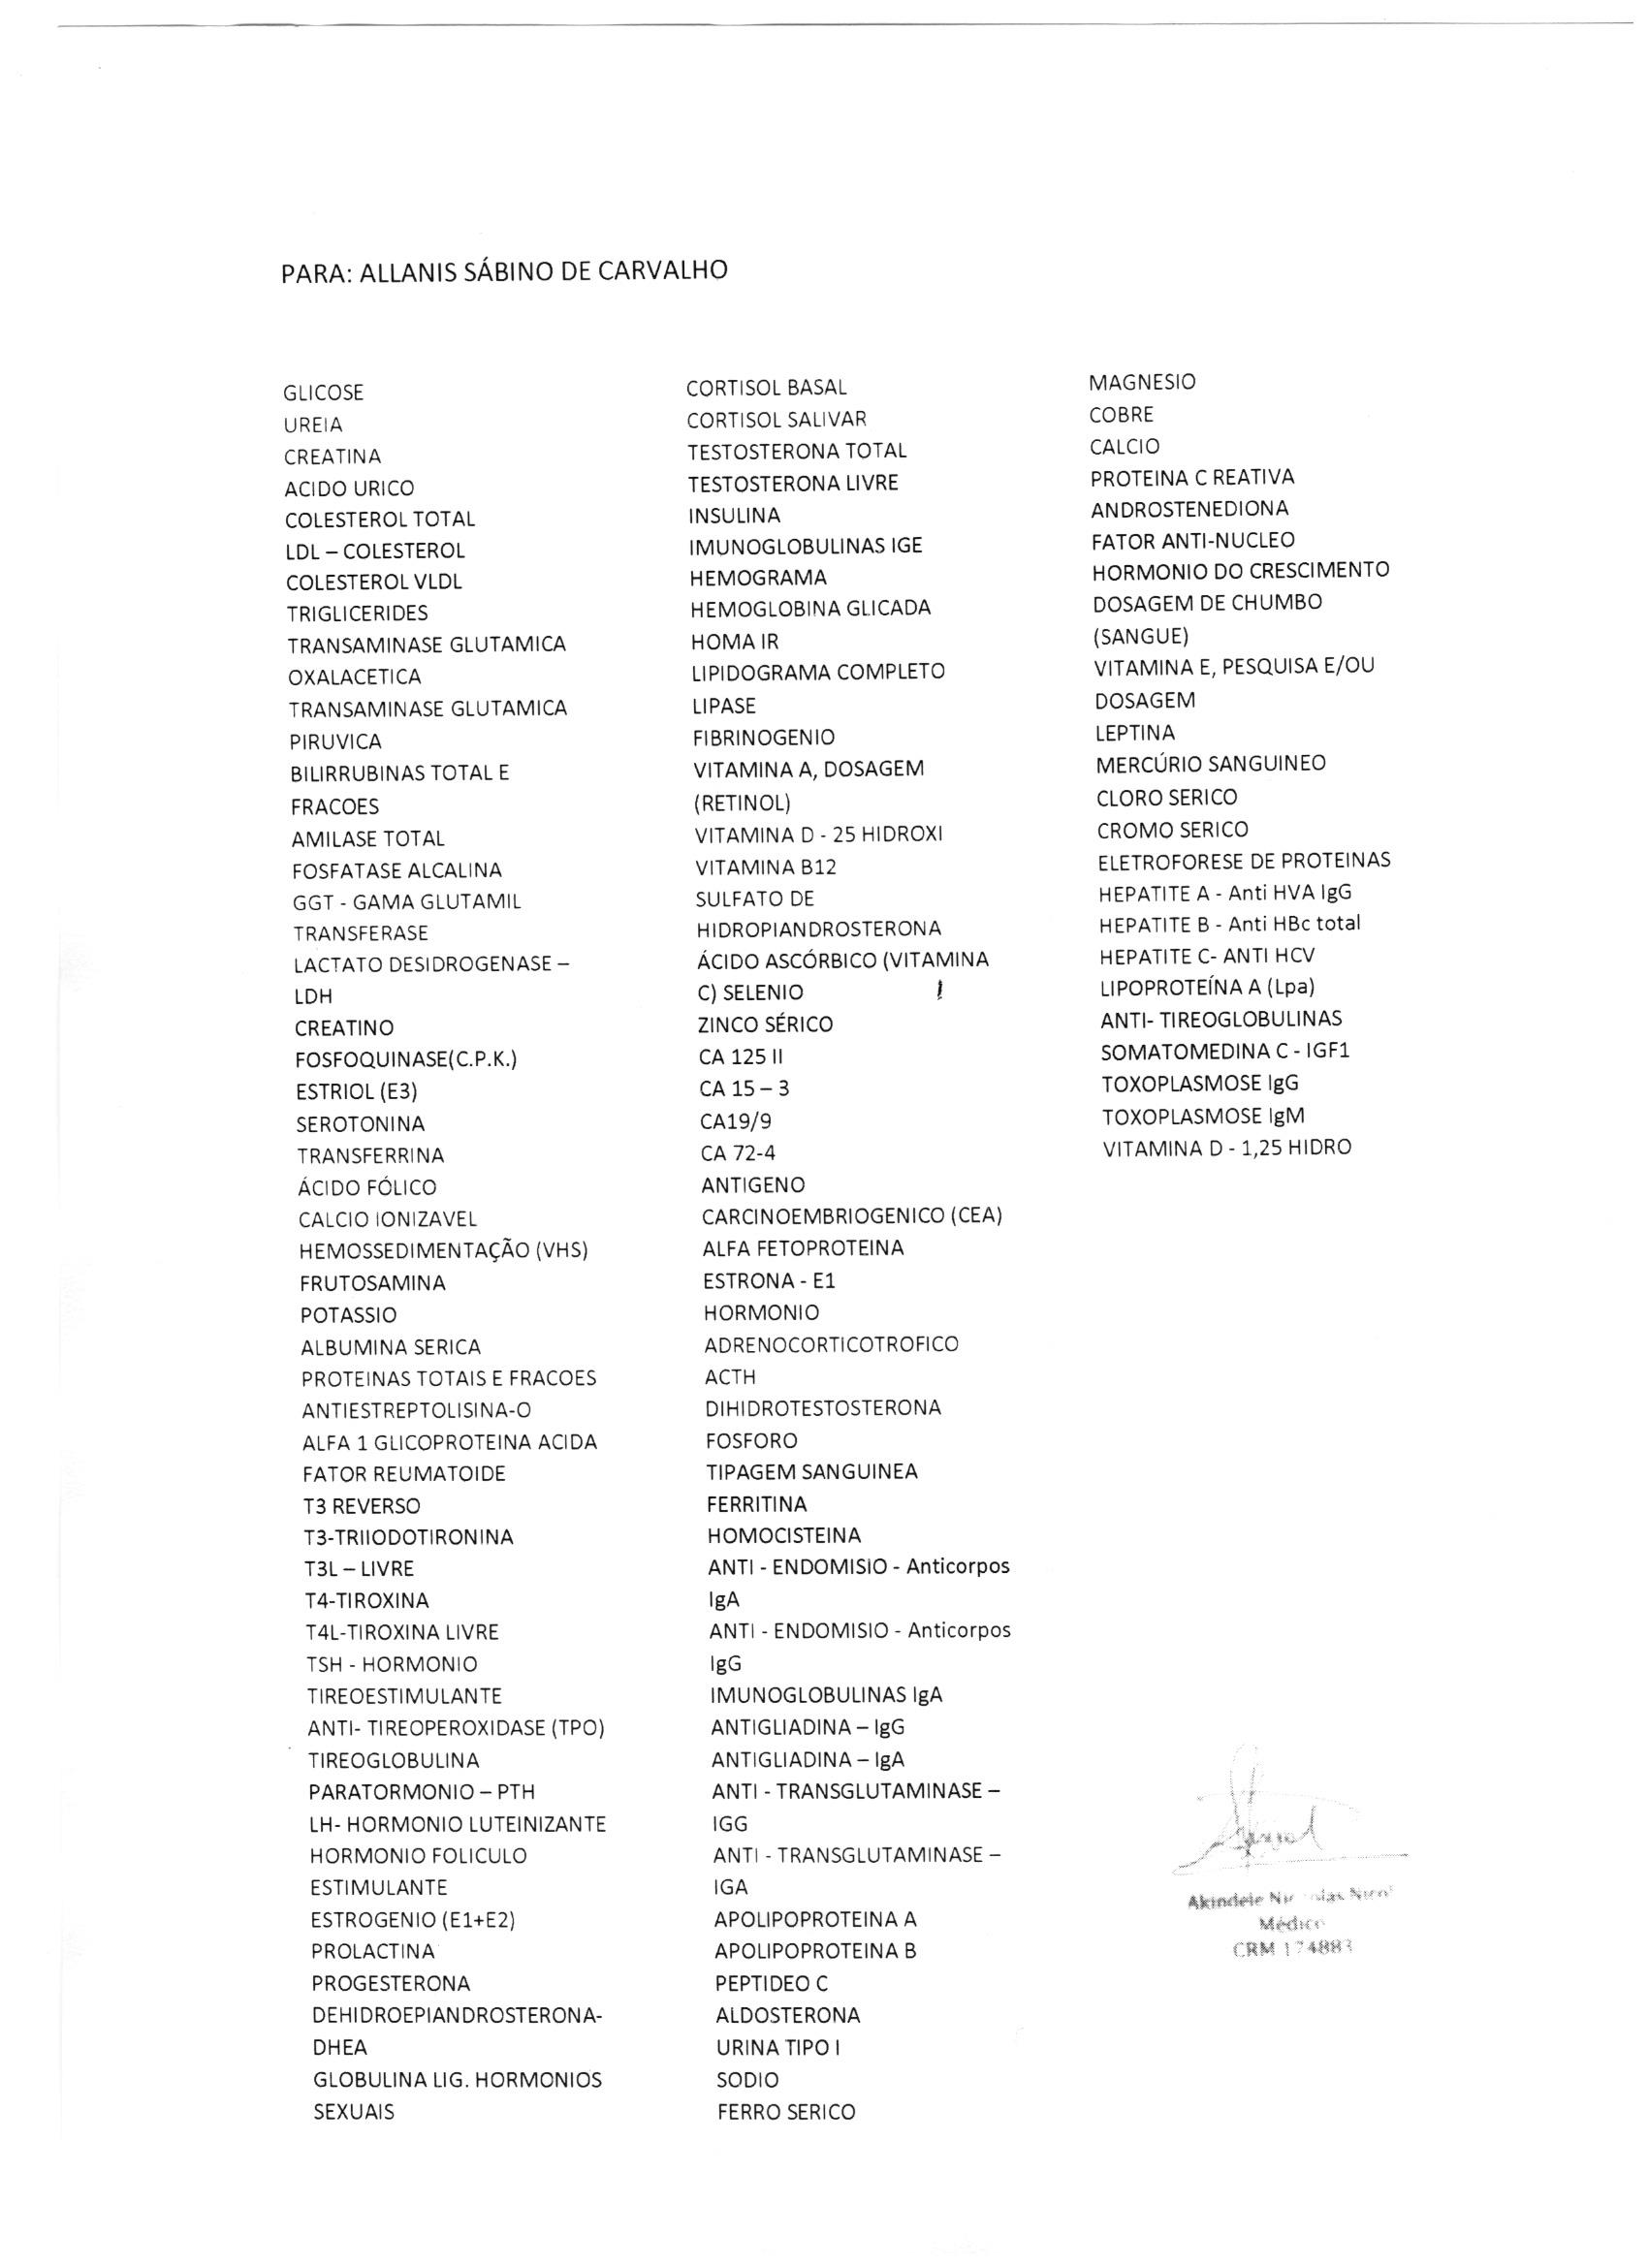 PARA: ALLANIS SÁBINO DE CARVALHO
GLICOSE
UREIA
CREATINA
ACIDO URICO
COLESTEROL TOTAL
LDL – COLESTEROL
COLESTEROL VLDL
TRIGLICERIDES
TRANSAMINASE GLUTAMICA
OXALACETICA
TRANSAMINASE GLUTAMICA
PIRUVICA
BILIRRUBINAS TOTAL E
FRACOES
AMILASE TOTAL
FOSFATASE ALCALINA
GGT - GAMA GLUTAMIL
TRANSFERASE
LACTATO DESIDROGENASE –
LDH
CREATINO
FOSFOQUINASE(C.P.K.)
ESTRIOL (E3)
SEROTONINA
TRANSFERRINA
ÁCIDO FÓLICO
CALCIO IONIZAVEL
HEMOSSEDIMENTAÇÃO (VHS)
FRUTOSAMINA
POTASSIO
ALBUMINA SERICA
PROTEINAS TOTAIS E FRACOES
ANTIESTREPTOLISINA-O
ALFA 1 GLICOPROTEINA ACIDA
FATOR REUMATOIDE
T3 REVERSO
T3-TRIIODOTIRONINA
T3L – LIVRE
T4-TIROXINA
T4L-TIROXINA LIVRE
TSH - HORMONIO
TIREOESTIMULANTE
ANTI- TIREOPEROXIDASE (TPO)
TIREOGLOBULINA
PARATORMONIO – PTH
LH- HORMONIO LUTEINIZANTE
HORMONIO FOLICULO
ESTIMULANTE
ESTROGENIO (E1+E2)
PROLACTINA
PROGESTERONA
DEHIDROEPIANDROSTERONA-
DHEA
GLOBULINA LIG. HORMONIOS
SEXUAIS
CORTISOL BASAL
CORTISOL SALIVAR
TESTOSTERONA TOTAL
TESTOSTERONA LIVRE
INSULINA
IMUNOGLOBULINAS IGE
HEMOGRAMA
HEMOGLOBINA GLICADA
HOMA IR
LIPIDOGRAMA COMPLETO
LIPASE
FIBRINOGENIO
VITAMINA A, DOSAGEM
(RETINOL)
VITAMINA D - 25 HIDROXI
VITAMINA B12
SULFATO DE
HIDROPIANDROSTERONA
ÁCIDO ASCÓRBICO (VITAMINA
C) SELENIO
ZINCO SÉRICO
CA 125 II
CA 15 – 3
CA19/9
CA 72-4
ANTIGENO
CARCINOEMBRIOGENICO (CEA)
ALFA FETOPROTEINA
ESTRONA - E1
HORMONIO
ADRENOCORTICOTROFICO
ACTH
DIHIDROTESTOSTERONA
FOSFORO
TIPAGEM SANGUINEA
FERRITINA
HOMOCISTEINA
ANTI - ENDOMISIO - Anticorpos
IgA
ANTI - ENDOMISIO - Anticorpos
IgG
IMUNOGLOBULINAS IgA
ANTIGLIADINA – IgG
ANTIGLIADINA – IgA
ANTI - TRANSGLUTAMINASE –
IGG
ANTI - TRANSGLUTAMINASE –
IGA
APOLIPOPROTEINA A
APOLIPOPROTEINA B
PEPTIDEO C
ALDOSTERONA
URINA TIPO I
SODIO
FERRO SERICO
MAGNESIO
COBRE
CALCIO
PROTEINA C REATIVA
ANDROSTENEDIONA
FATOR ANTI-NUCLEO
HORMONIO DO CRESCIMENTO
DOSAGEM DE CHUMBO
(SANGUE)
VITAMINA E, PESQUISA E/OU
DOSAGEM
LEPTINA
MERCÚRIO SANGUINEO
CLORO SERICO
CROMO SERICO
ELETROFORESE DE PROTEINAS
HEPATITE A - Anti HVA IgG
HEPATITE B - Anti HBc total
HEPATITE C- ANTI HCV
LIPOPROTEÍNA A (Lpa)
ANTI- TIREOGLOBULINAS
SOMATOMEDINA C - IGF1
TOXOPLASMOSE IgG
TOXOPLASMOSE IgM
VITAMINA D - 1,25 HIDRO
Akindele
Médico
CRM 174883